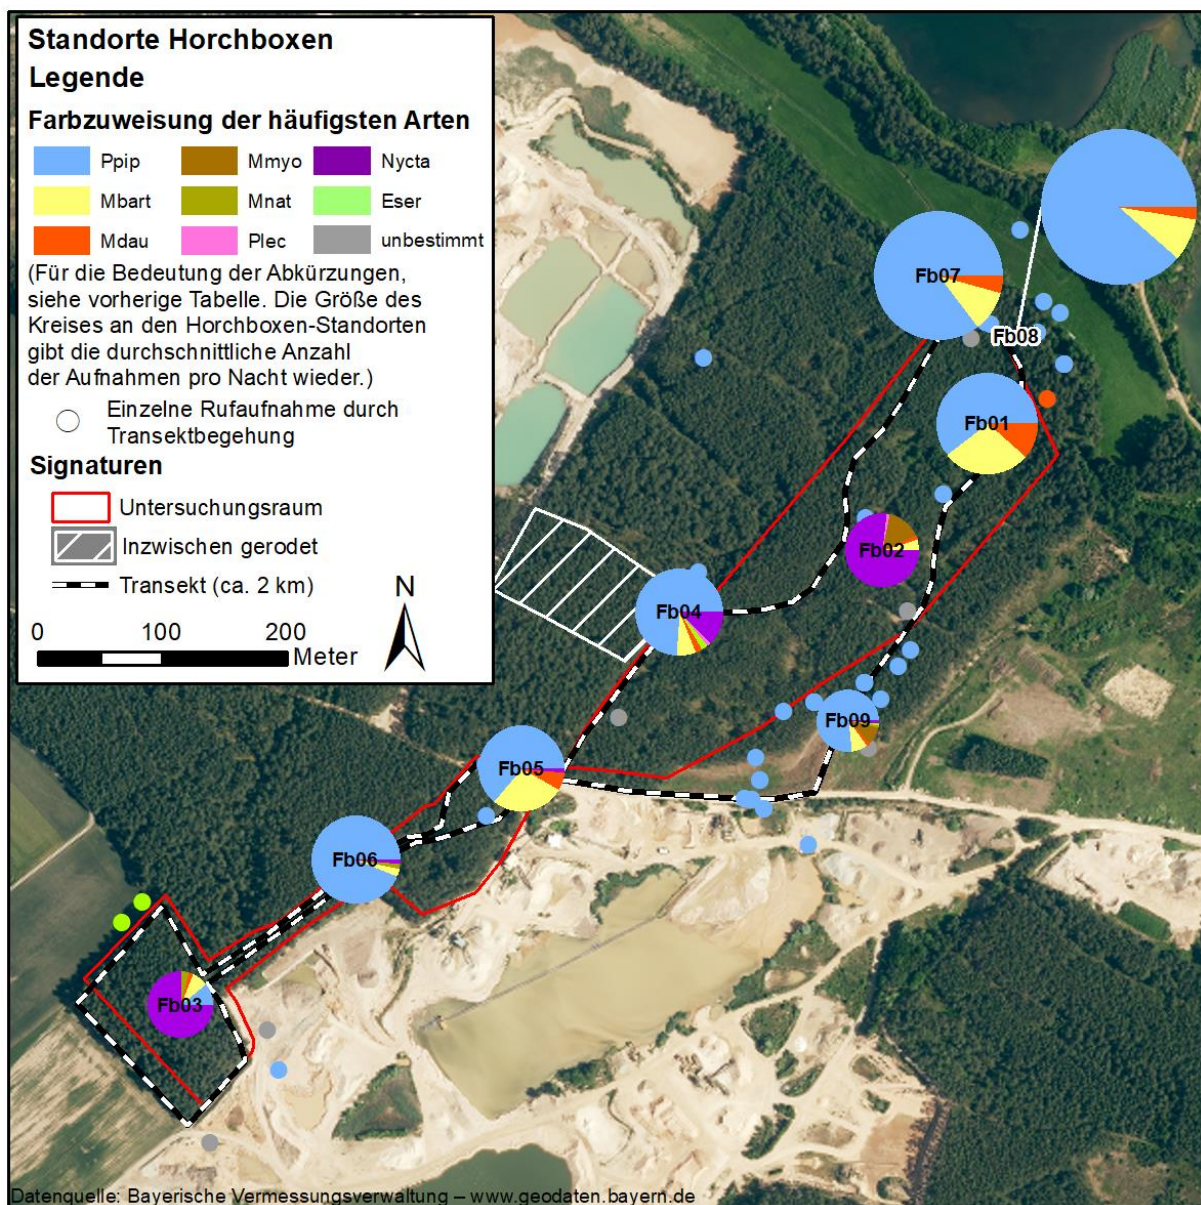 Standorte Horchboxen
Legende
Farbzuweisung der häufigsten Arten
Ppip Mmyo Nycta
Mbart Mnat Eser
Mdau Plec unbestimmt
(Für die Bedeutung der Abkürzungen,
siehe vorherige Tabelle. Die Größe des
Kreises an den Horchboxen-Standorten
gibt die durchschnittliche Anzahl
der Aufnahmen pro Nacht wieder.)
Einzelne Rufaufnahme durch
Transektbegehung
Signaturen
Untersuchungsraum
Inzwischen gerodet
Transekt (ca. 2 km)
N
0 100 200
Meter
Fb07
Fb08
Fb01
Fb02
Fb04
Fb09
Fb05
Fb06
Fb03
Datenquelle: Bayerische Vermessungsverwaltung – www.geodaten.bayern.de